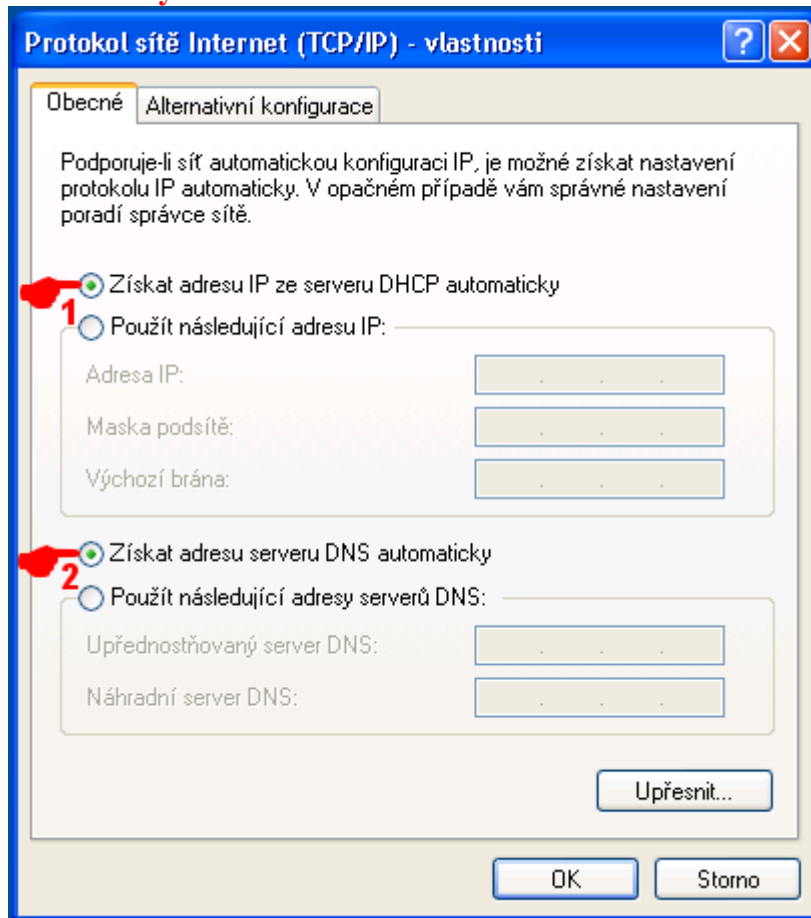 Protokol sítě Internet (TCP/IP) - vlastnosti
Obecné
Alternativní konfigurace
Podporuje-li síť automatickou konfiguraci IP, je možné získat nastavení
protokolu IP automaticky. V opačném případě vám správné nastavení
poradí správce sítě.
Získat adresu IP ze serveru DHCP automaticky
1
Použít následující adresu IP:
Adresa IP:
Maska podsítě:
Výchozí brána:
Získat adresu serveru DNS automaticky
2
Použít následující adresy serverů DNS:
Upřednostňovaný server DNS:
Náhradní server DNS:
Upřesnit...
OK
Storno